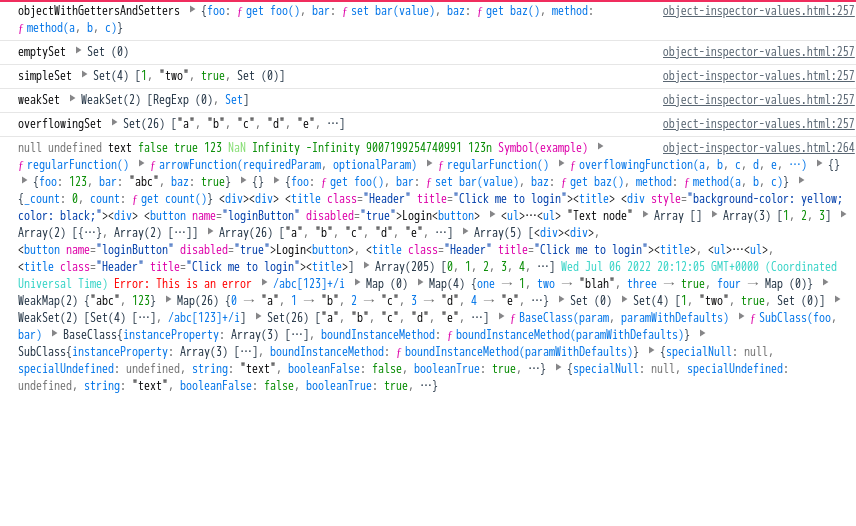 objectWithGettersAndSetters ▶{foo: ƒ get foo(), bar: ƒ set bar(value), baz: ƒ get baz(), method: object-inspector-values.html:257
ƒ method(a, b, c)}
emptySet ▶Set (0) object-inspector-values.html:257
simpleSet ▶Set(4) [1, "two", true, Set (0)] object-inspector-values.html:257
weakSet ▶WeakSet(2) [RegExp (0), Set] object-inspector-values.html:257
overflowingSet ▶Set(26) ["a", "b", "c", "d", "e", …] object-inspector-values.html:257
null undefined text false true 123 NaN Infinity -Infinity 9007199254740991 123n Symbol(example) ▶ object-inspector-values.html:264
ƒ regularFunction() ▶ƒ arrowFunction(requiredParam, optionalParam) ▶ƒ regularFunction() ▶ƒ overflowingFunction(a, b, c, d, e, …) ▶{}
▶{foo: 123, bar: "abc", baz: true} ▶{} ▶{foo: ƒ get foo(), bar: ƒ set bar(value), baz: ƒ get baz(), method: ƒ method(a, b, c)} ▶
{_count: 0, count: ƒ get count()} <div><div> <title class="Header" title="Click me to login"><title> <div style="background-color: yellow;
color: black;"><div> <button name="loginButton" disabled="true">Login<button> ▶<ul>…<ul> "Text node" ▶Array [] ▶Array(3) [1, 2, 3] ▶
Array(2) [{…}, Array(2) […]] ▶Array(26) ["a", "b", "c", "d", "e", …] ▶Array(5) [<div><div>,
<button name="loginButton" disabled="true">Login<button>, <title class="Header" title="Click me to login"><title>, <ul>…<ul>,
<title class="Header" title="Click me to login"><title>] ▶Array(205) [0, 1, 2, 3, 4, …] Wed Jul 06 2022 20:12:05 GMT+0000 (Coordinated
Universal Time) Error: This is an error ▶/abc[123]+/i ▶Map (0) ▶Map(4) {one → 1, two → "blah", three → true, four → Map (0)} ▶
WeakMap(2) {"abc", 123} ▶Map(26) {0 → "a", 1 → "b", 2 → "c", 3 → "d", 4 → "e", …} ▶Set (0) ▶Set(4) [1, "two", true, Set (0)] ▶
WeakSet(2) [Set(4) […], /abc[123]+/i] ▶Set(26) ["a", "b", "c", "d", "e", …] ▶ƒ BaseClass(param, paramWithDefaults) ▶ƒ SubClass(foo,
bar) ▶BaseClass{instanceProperty: Array(3) […], boundInstanceMethod: ƒ boundInstanceMethod(paramWithDefaults)} ▶
SubClass{instanceProperty: Array(3) […], boundInstanceMethod: ƒ boundInstanceMethod(paramWithDefaults)} ▶{specialNull: null,
specialUndefined: undefined, string: "text", booleanFalse: false, booleanTrue: true, …} ▶{specialNull: null, specialUndefined:
undefined, string: "text", booleanFalse: false, booleanTrue: true, …}